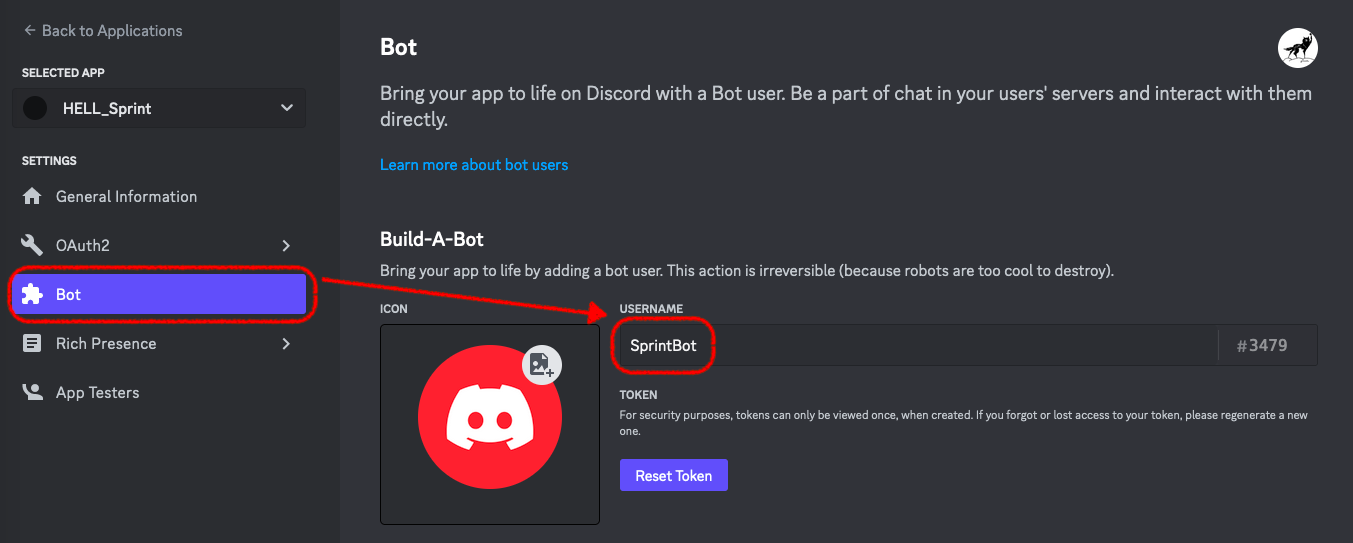 Back to Applications
SELECTED APP
HELL_Sprint
SETTINGS
General Information
OAuth2
Bot
Rich Presence
App Testers
Bot
Bring your app to life on Discord with a Bot user. Be a part of chat in your users' servers and interact with them
directly.
Learn more about bot users
Build-A-Bot
Bring your app to life by adding a bot user. This action is irreversible (because robots are too cool to destroy).
ICON
USERNAME
SprintBot
#3479
TOKEN
For security purposes, tokens can only be viewed once, when created. If you forgot or lost access to your token, please regenerate a new
one.
Reset Token